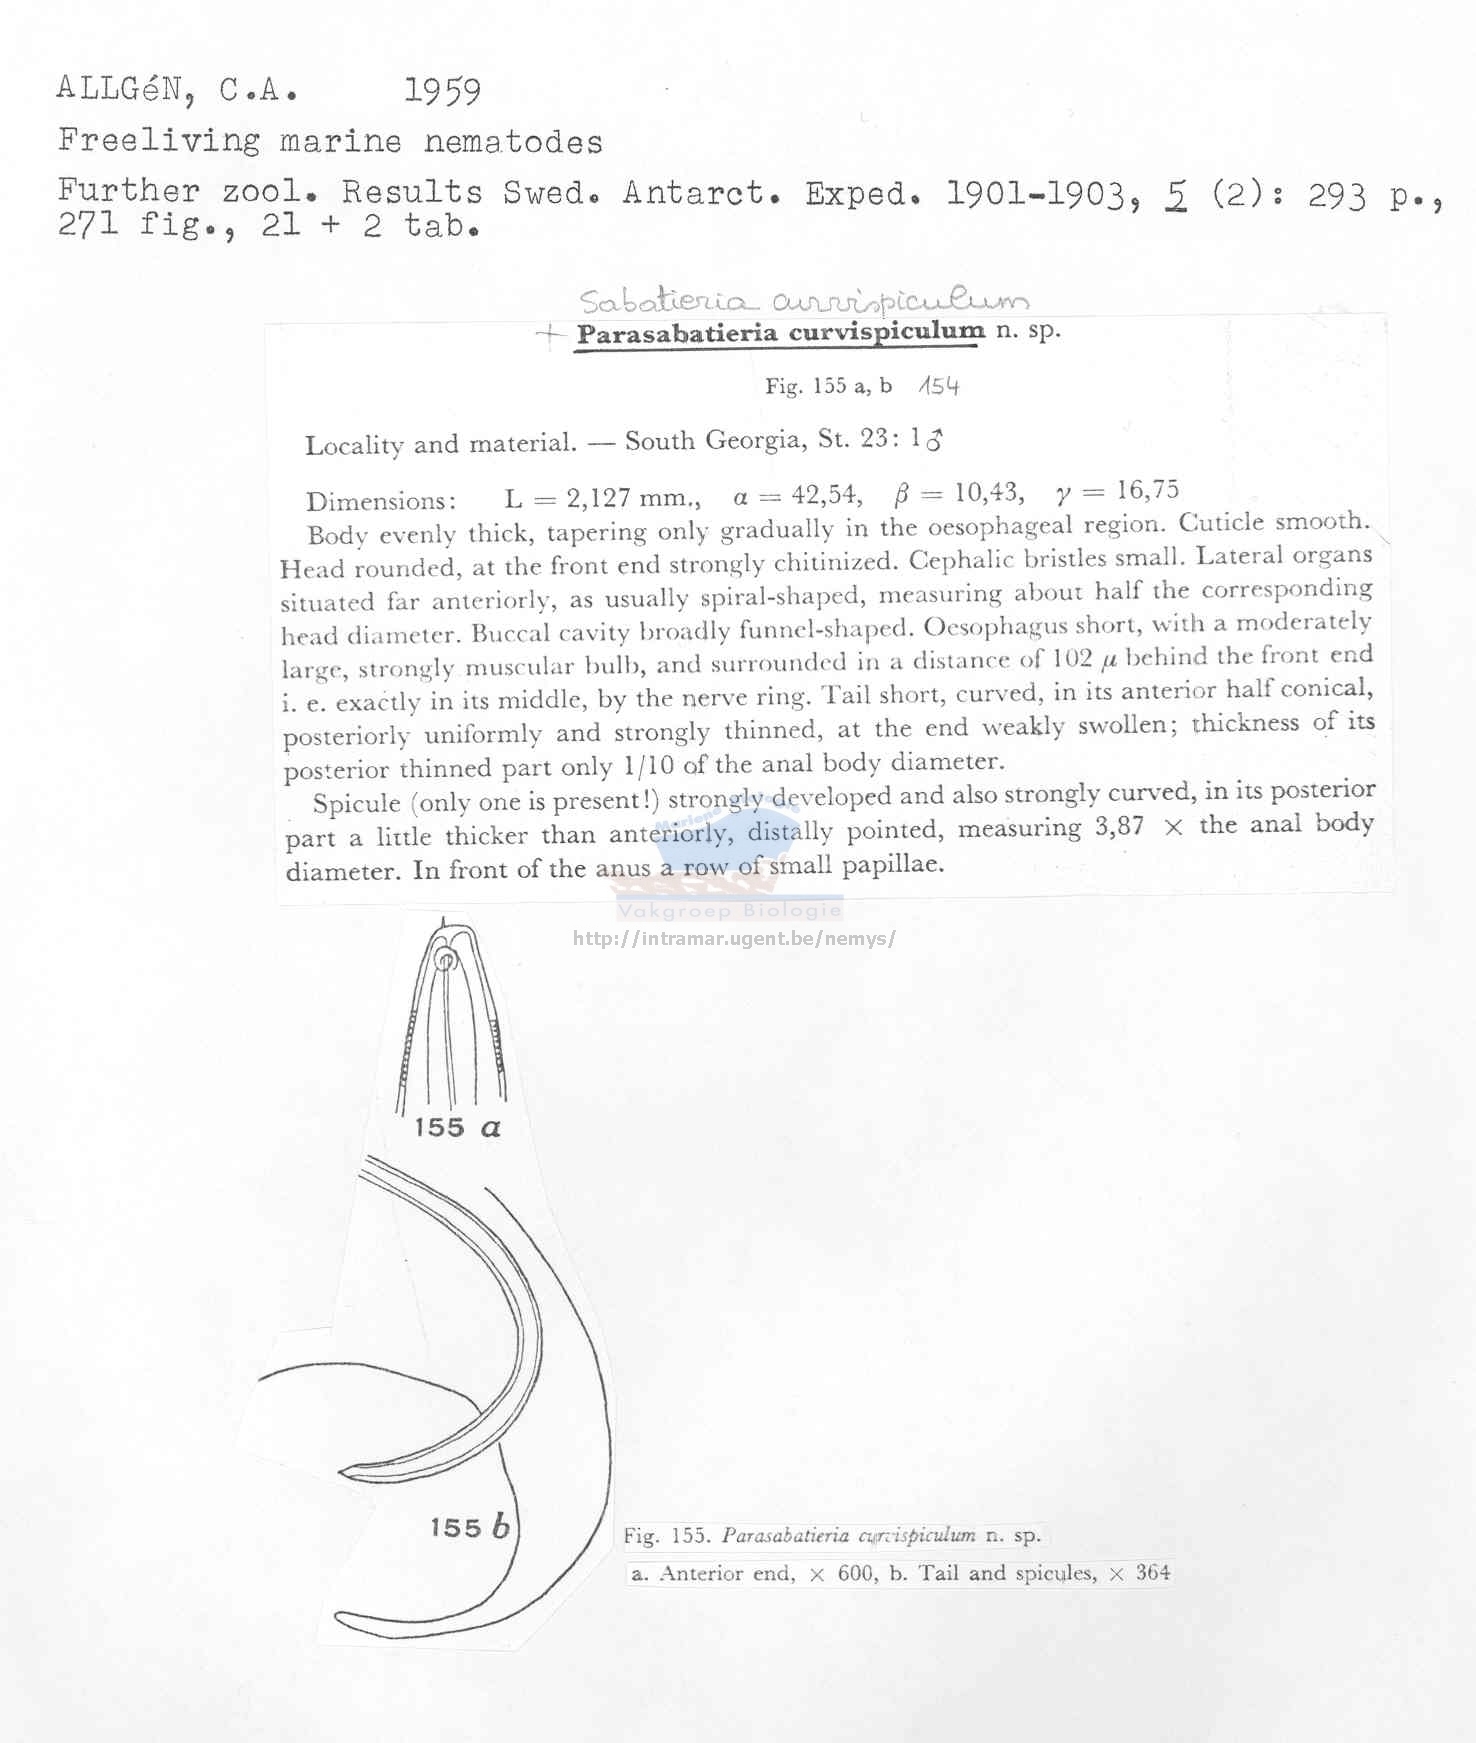 ALLGéN, C.A. 1959
Freeliving marine nematodes
Further zool. Results Swed. Antarct. Exped. 1901-1903, 5 (2): 293 p.,
271 fig., 21 + 2 tab.
Sabatieria curvispiculum
+ Parasabatieria curvispiculum n. sp.
Fig. 155 a, b 154
Locality and material. — South Georgia, St. 23: 1♂
Dimensions: L = 2,127 mm., α = 42,54, β = 10,43, γ = 16,75
Body evenly thick, tapering only gradually in the oesophageal region. Cuticle smooth.
Head rounded, at the front end strongly chitinized. Cephalic bristles small. Lateral organs
situated far anteriorly, as usually spiral-shaped, measuring about half the corresponding
head diameter. Buccal cavity broadly funnel-shaped. Oesophagus short, with a moderately
large, strongly muscular bulb, and surrounded in a distance of 102 μ behind the front end
i. e. exactly in its middle, by the nerve ring. Tail short, curved, in its anterior half conical,
posteriorly uniformly and strongly thinned, at the end weakly swollen; thickness of its
posterior thinned part only 1/10 of the anal body diameter.
Spicule (only one is present!) strongly developed and also strongly curved, in its posterior
part a little thicker than anteriorly, distally pointed, measuring 3,87 × the anal body
diameter. In front of the anus a row of small papillae.
Mariene Biologie
Vakgroep Biologie
http://intramar.ugent.be/nemys/
155 a
155 b
Fig. 155. Parasabatieria curvispiculum n. sp.
a. Anterior end, × 600, b. Tail and spicules, × 364